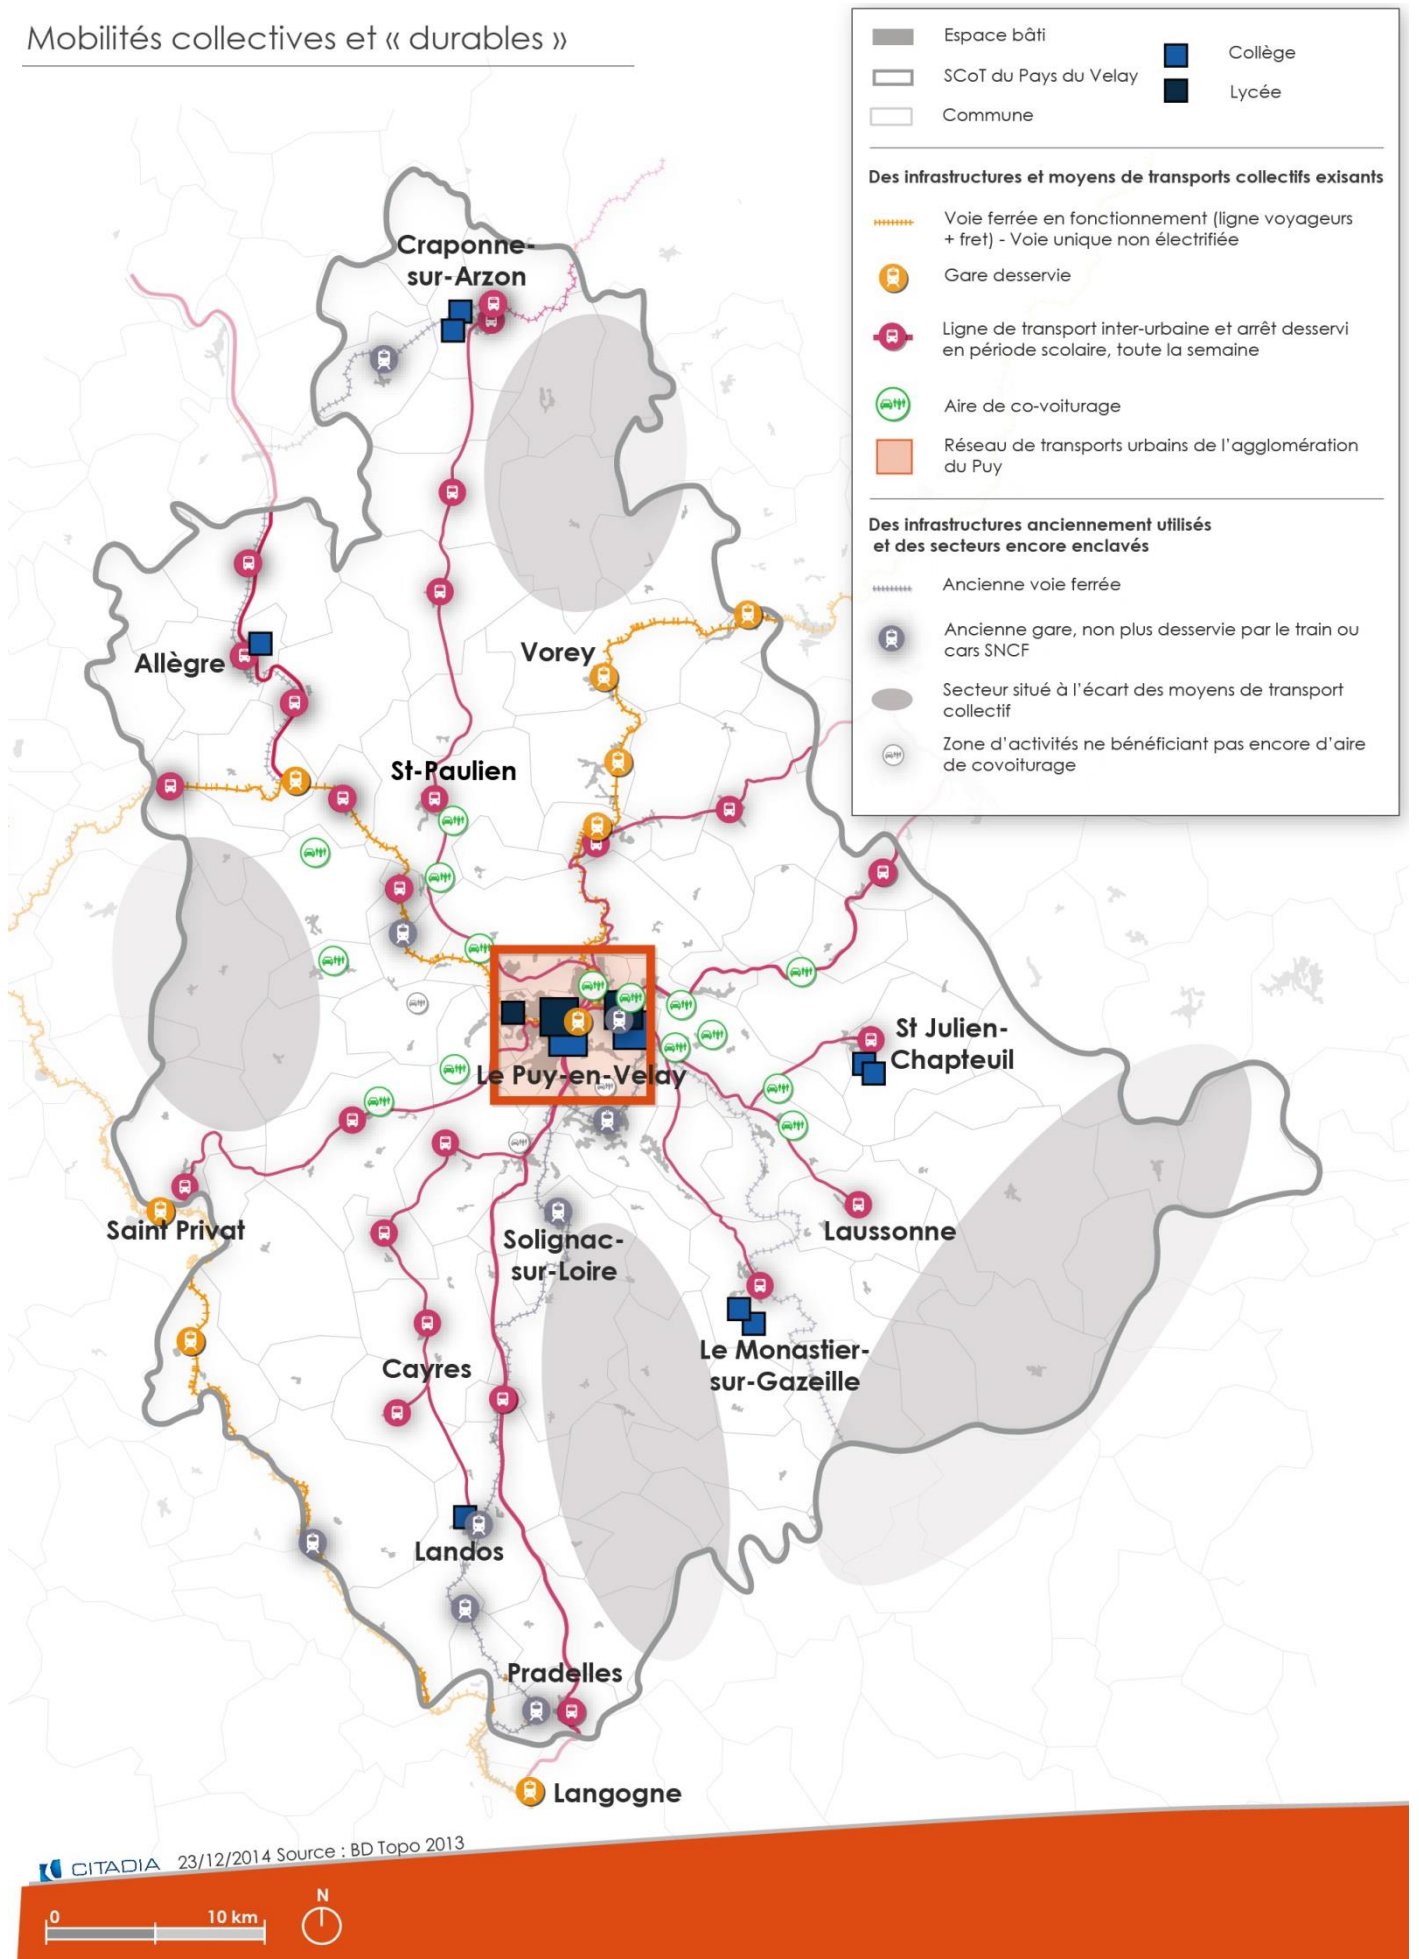 Mobilités collectives et « durables »
Espace bâti
SCoT du Pays du Velay
Commune
Collège
Lycée
Des infrastructures et moyens de transports collectifs exisants
Voie ferrée en fonctionnement (ligne voyageurs
+ fret) - Voie unique non électrifiée
Gare desservie
Ligne de transport inter-urbaine et arrêt desservi
en période scolaire, toute la semaine
Aire de co-voiturage
Réseau de transports urbains de l'agglomération
du Puy
Des infrastructures anciennement utilisés
et des secteurs encore enclavés
Ancienne voie ferrée
Ancienne gare, non plus desservie par le train ou
cars SNCF
Secteur situé à l'écart des moyens de transport
collectif
Zone d'activités ne bénéficiant pas encore d'aire
de covoiturage
Craponne-
sur-Arzon
Allègre
Vorey
St-Paulien
St Julien-
Chapteuil
Le Puy-en-Velay
Saint Privat
Solignac-
sur-Loire
Laussonne
Cayres
Le Monastier-
sur-Gazeille
Landos
Pradelles
Langogne
CITADIA 23/12/2014 Source : BD Topo 2013
0 10 km
N